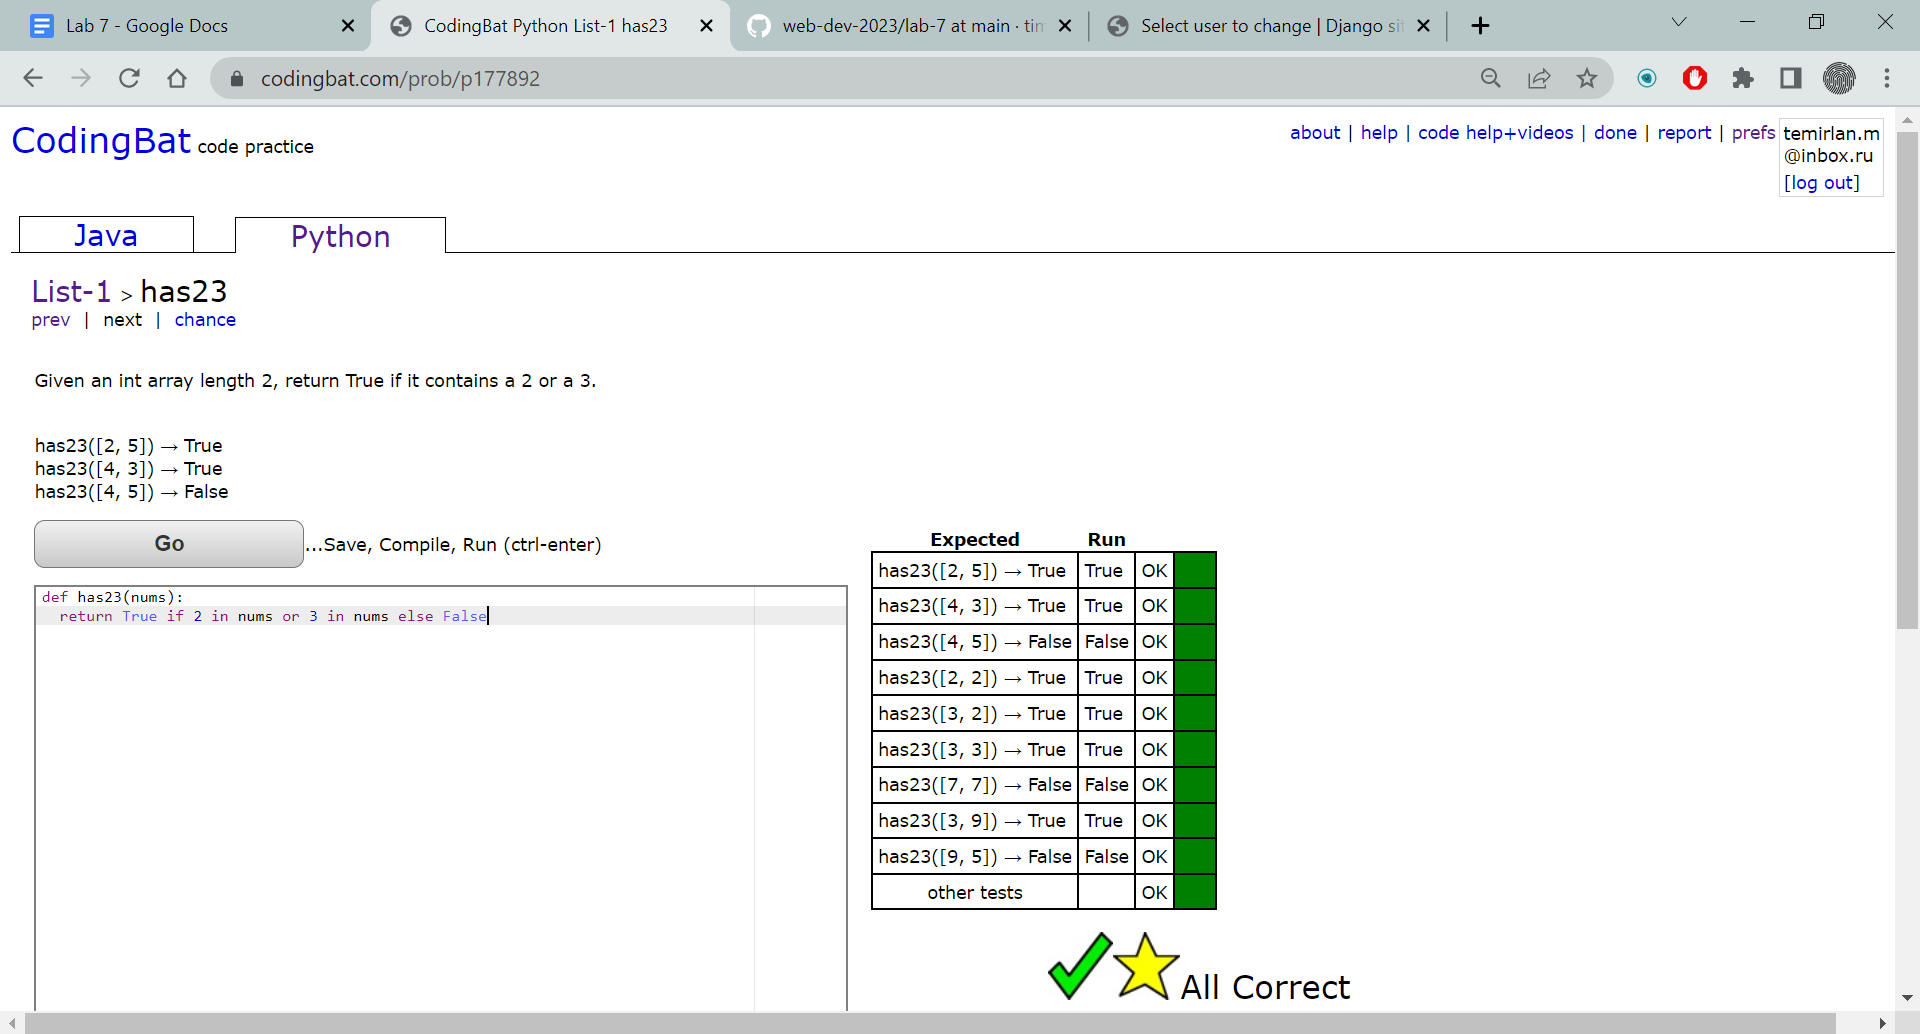 Lab 7 - Google Docs
CodingBat Python List-1 has23
web-dev-2023/lab-7 at main · tim
Select user to change | Django sit
codingbat.com/prob/p177892
CodingBat code practice
about | help | code help+videos | done | report | prefs
temirlan.m
@inbox.ru
[log out]
Java
Python
List-1 > has23
prev | next | chance
Given an int array length 2, return True if it contains a 2 or a 3.
has23([2, 5]) → True
has23([4, 3]) → True
has23([4, 5]) → False
Go ...Save, Compile, Run (ctrl-enter)
def has23(nums):
  return True if 2 in nums or 3 in nums else False
Expected Run
has23([2, 5]) → True True OK
has23([4, 3]) → True True OK
has23([4, 5]) → False False OK
has23([2, 2]) → True True OK
has23([3, 2]) → True True OK
has23([3, 3]) → True True OK
has23([7, 7]) → False False OK
has23([3, 9]) → True True OK
has23([9, 5]) → False False OK
other tests OK
All Correct